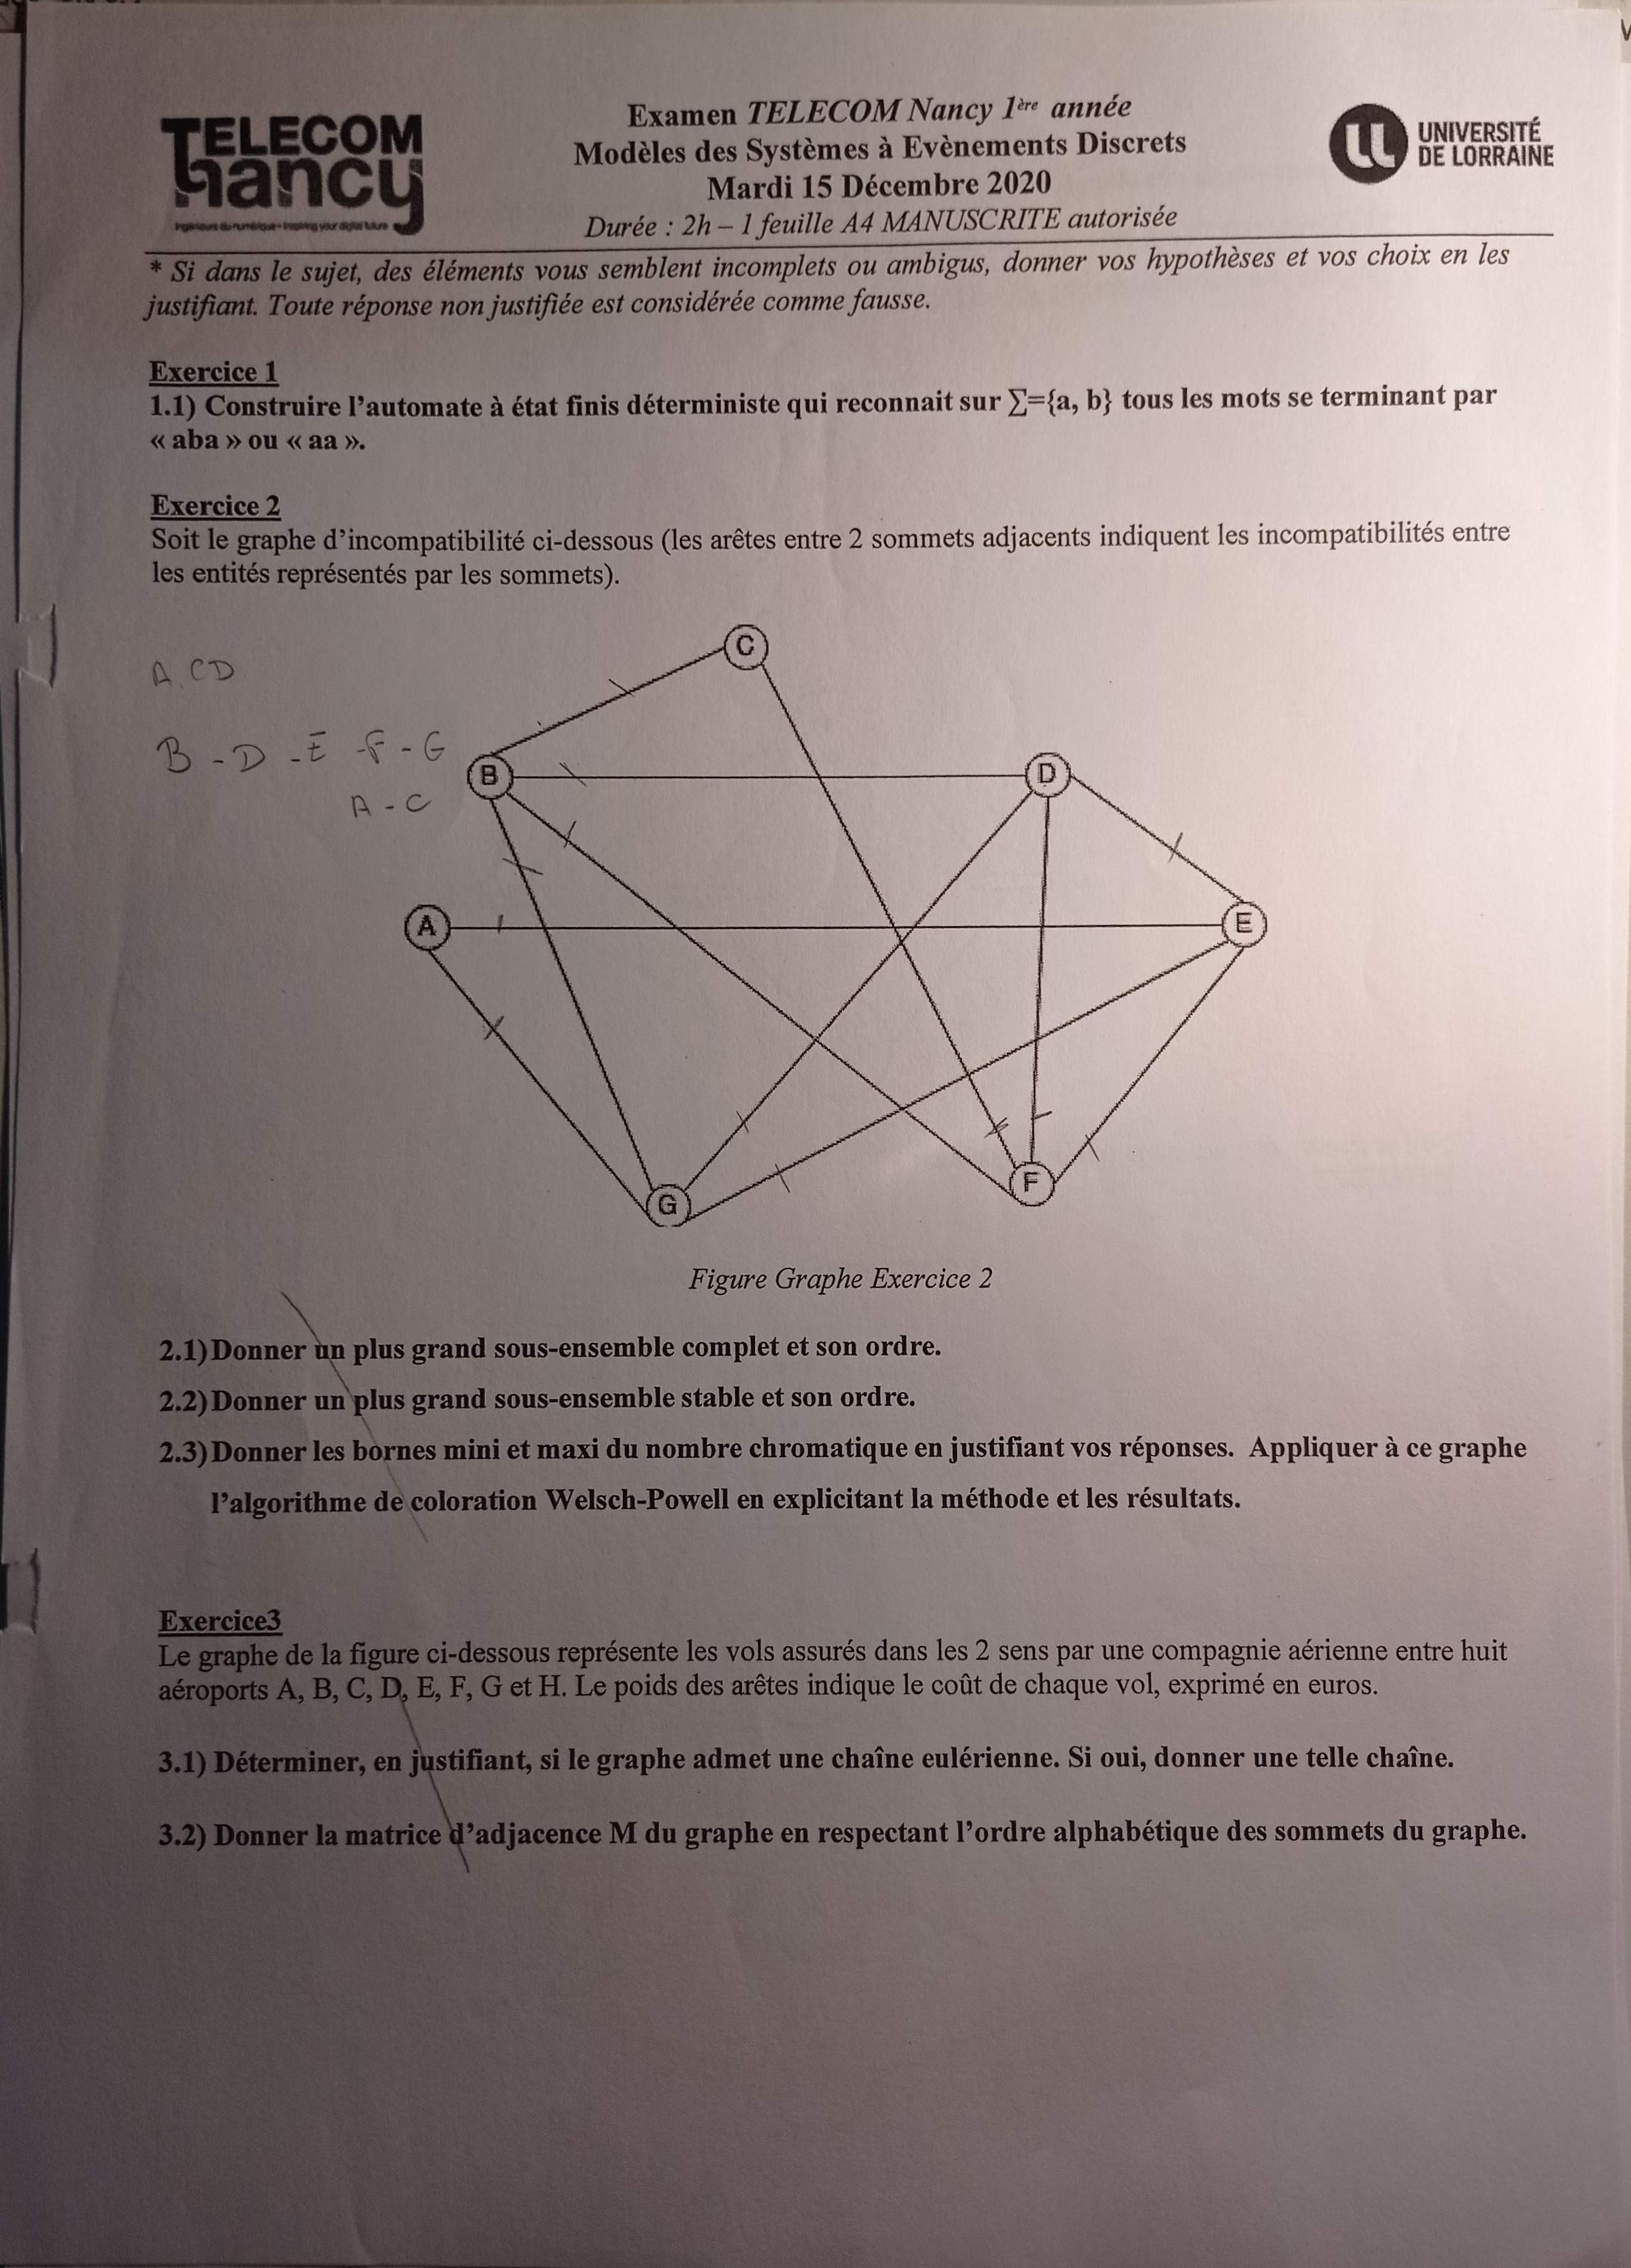 TELECOM
nancy
Ingénieurs du numérique - Inspiring your digital future
Examen TELECOM Nancy 1ère année
Modèles des Systèmes à Evènements Discrets
Mardi 15 Décembre 2020
Durée : 2h – 1 feuille A4 MANUSCRITE autorisée
UNIVERSITÉ
DE LORRAINE
* Si dans le sujet, des éléments vous semblent incomplets ou ambigus, donner vos hypothèses et vos choix en les
justifiant. Toute réponse non justifiée est considérée comme fausse.
Exercice 1
1.1) Construire l’automate à état finis déterministe qui reconnait sur ∑={a, b} tous les mots se terminant par
« aba » ou « aa ».
Exercice 2
Soit le graphe d’incompatibilité ci-dessous (les arêtes entre 2 sommets adjacents indiquent les incompatibilités entre
les entités représentés par les sommets).
C
A CD
B - D - E - F - G
A - C
B
D
A
E
G
F
Figure Graphe Exercice 2
2.1) Donner un plus grand sous-ensemble complet et son ordre.
2.2) Donner un plus grand sous-ensemble stable et son ordre.
2.3) Donner les bornes mini et maxi du nombre chromatique en justifiant vos réponses. Appliquer à ce graphe
l’algorithme de coloration Welsch-Powell en explicitant la méthode et les résultats.
Exercice3
Le graphe de la figure ci-dessous représente les vols assurés dans les 2 sens par une compagnie aérienne entre huit
aéroports A, B, C, D, E, F, G et H. Le poids des arêtes indique le coût de chaque vol, exprimé en euros.
3.1) Déterminer, en justifiant, si le graphe admet une chaîne eulérienne. Si oui, donner une telle chaîne.
3.2) Donner la matrice d’adjacence M du graphe en respectant l’ordre alphabétique des sommets du graphe.